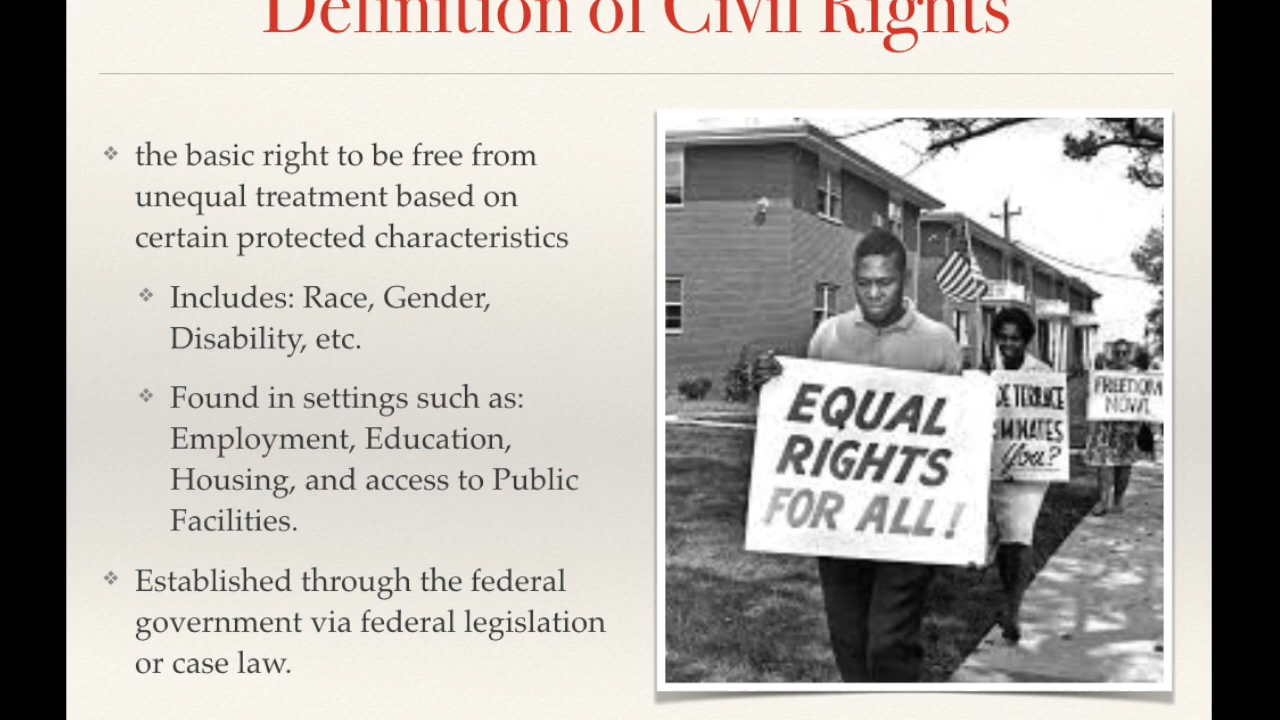 Definition of Civil Rights
the basic right to be free from
unequal treatment based on
certain protected characteristics
Includes: Race, Gender,
Disability, etc.
Found in settings such as:
Employment, Education,
Housing, and access to Public
Facilities.
Established through the federal
government via federal legislation
or case law.
EQUAL
RIGHTS
FOR ALL!
TERRACE
You?
FREEDOM
NOW!